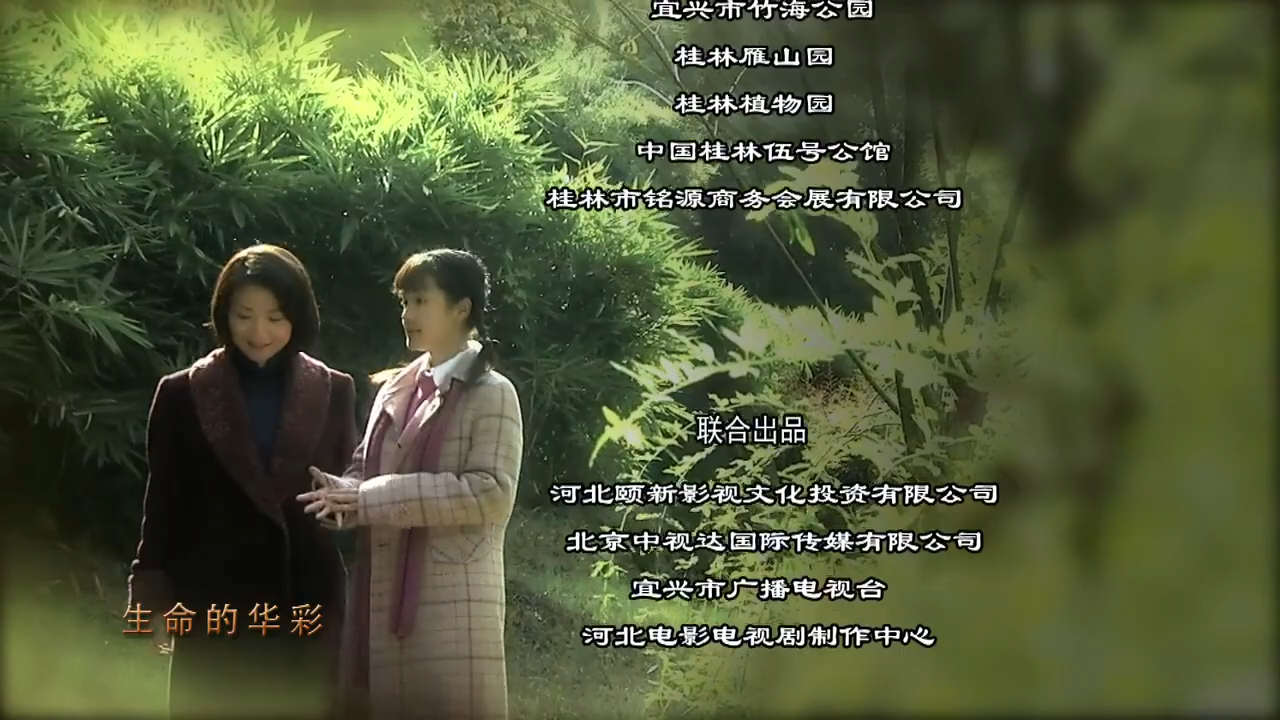 宜兴市竹海公园
桂林雁山园
桂林植物园
中国桂林伍号公馆
桂林市铭源商务会展有限公司
联合出品
河北颐新影视文化投资有限公司
北京中视达国际传媒有限公司
宜兴市广播电视台
河北电影电视剧制作中心
生命的华彩